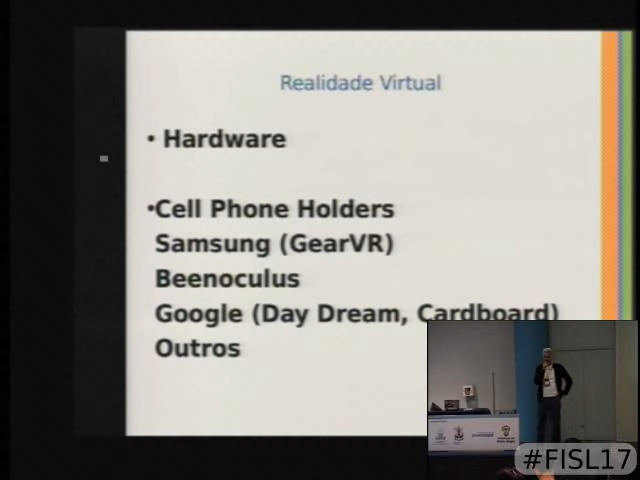 Realidade Virtual
• Hardware
•Cell Phone Holders
Samsung (GearVR)
Beenoculus
Google (Day Dream, Cardboard)
Outros
#FISL17